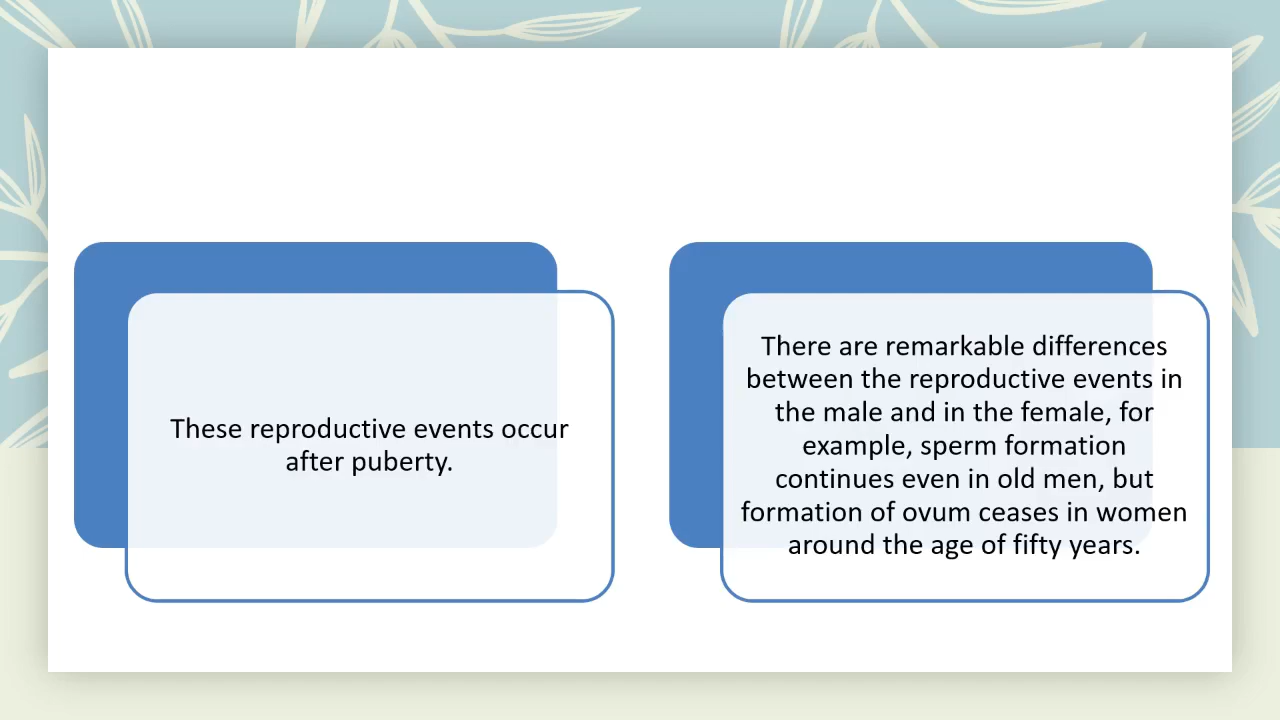 These reproductive events occur
after puberty.
There are remarkable differences
between the reproductive events in
the male and in the female, for
example, sperm formation
continues even in old men, but
formation of ovum ceases in women
around the age of fifty years.